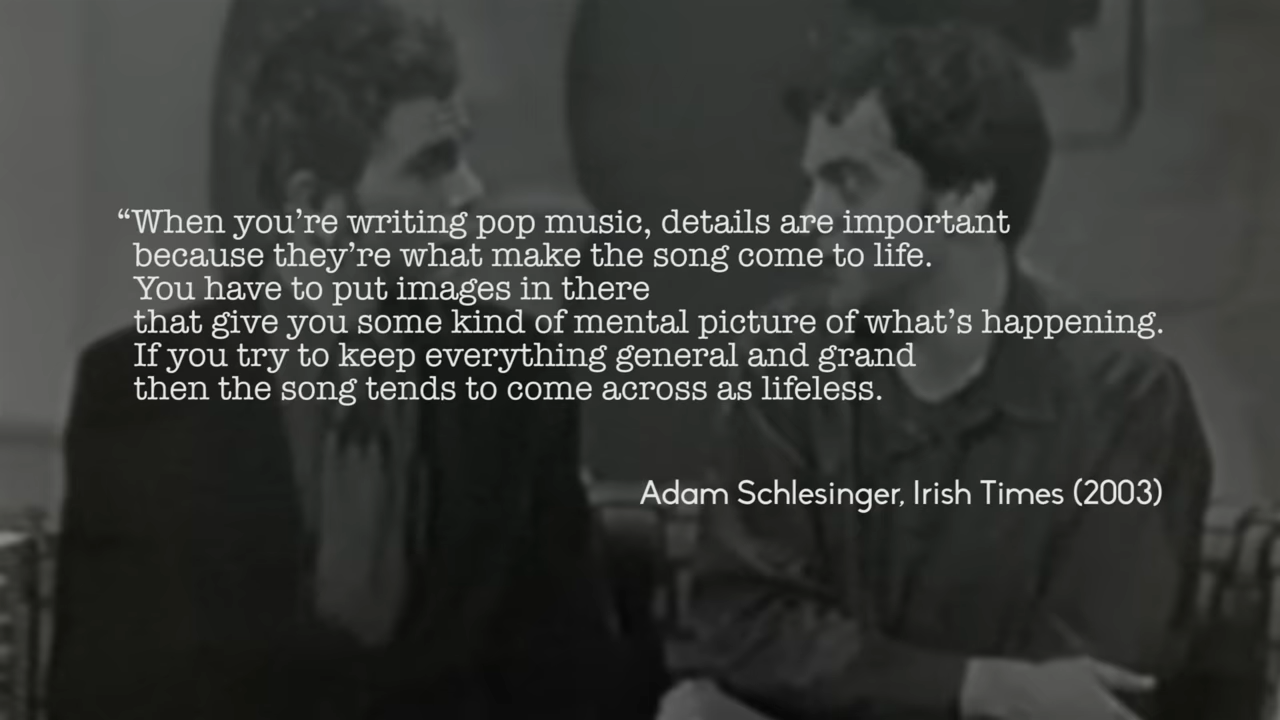 “When you’re writing pop music, details are important
because they’re what make the song come to life.
You have to put images in there
that give you some kind of mental picture of what’s happening.
If you try to keep everything general and grand
then the song tends to come across as lifeless.
Adam Schlesinger, Irish Times (2003)